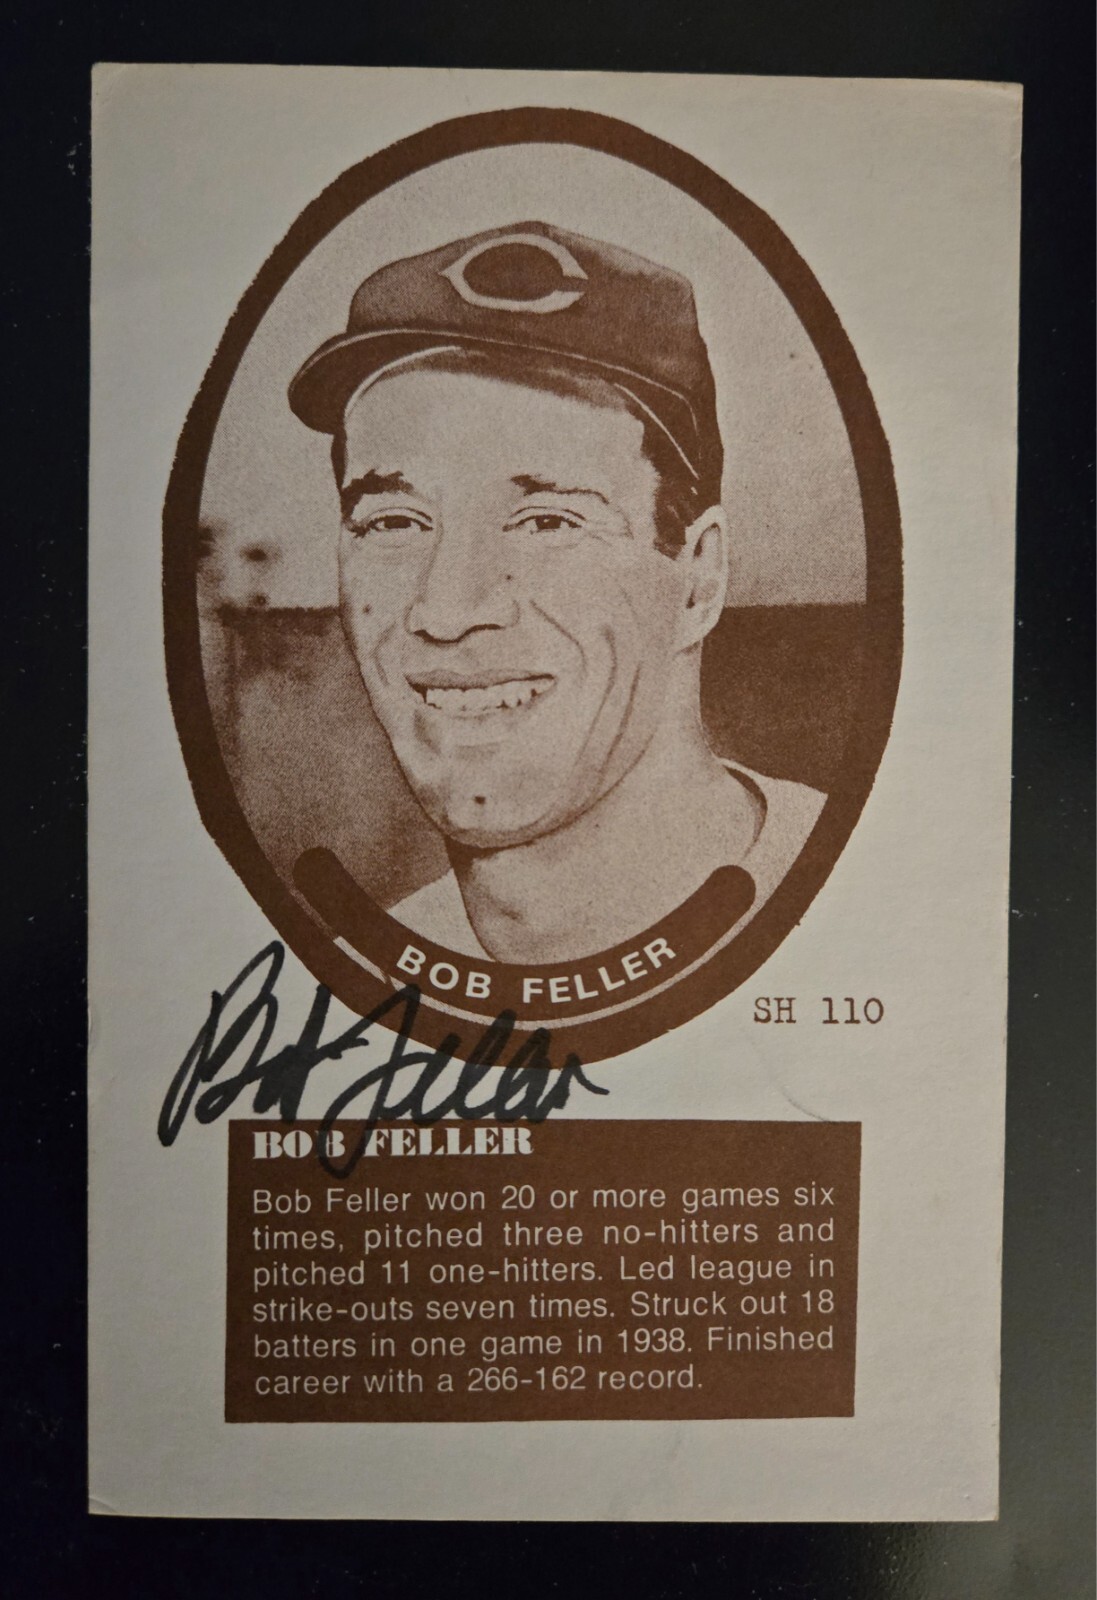 C
BOB FELLER
SH 110
Bob Feller
BOB FELLER
Bob Feller won 20 or more games six
times, pitched three no-hitters and
pitched 11 one-hitters. Led league in
strike-outs seven times. Struck out 18
batters in one game in 1938. Finished
career with a 266-162 record.